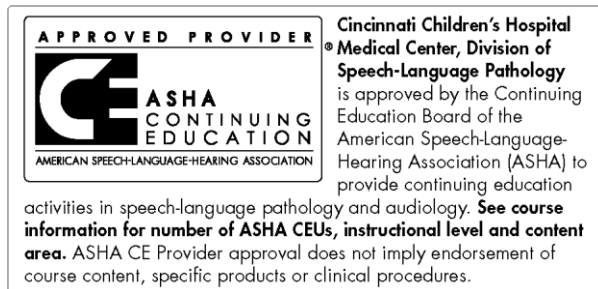 APPROVED PROVIDER
CE
ASHA
CONTINUING
EDUCATION
AMERICAN SPEECH-LANGUAGE-HEARING ASSOCIATION
®
Cincinnati Children's Hospital
Medical Center, Division of
Speech-Language Pathology
is approved by the Continuing
Education Board of the
American Speech-Language-
Hearing Association (ASHA) to
provide continuing education
activities in speech-language pathology and audiology. See course
information for number of ASHA CEUs, instructional level and content
area. ASHA CE Provider approval does not imply endorsement of
course content, specific products or clinical procedures.